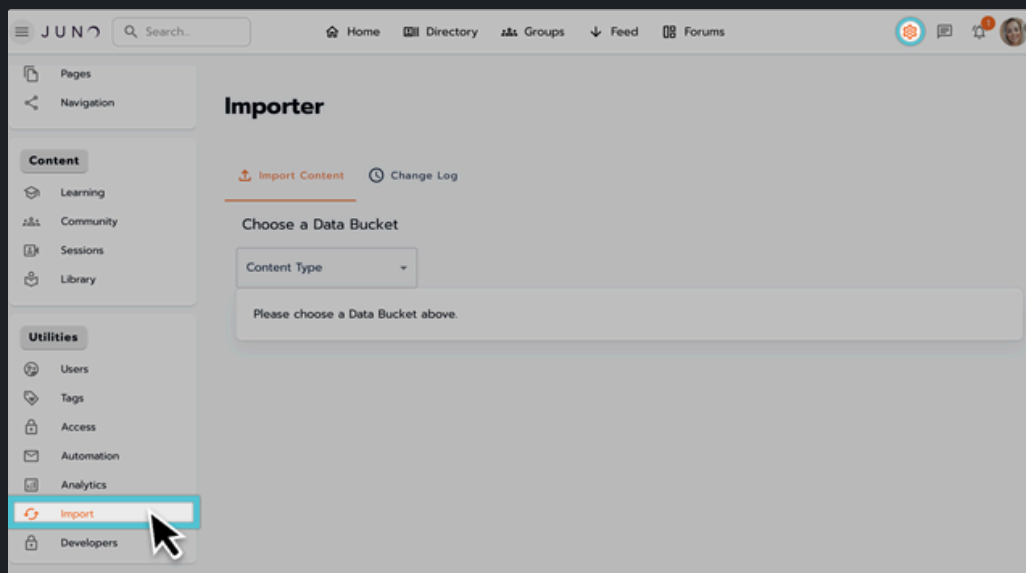 JUNO Search.. Home Directory Groups Feed Forums 1
Pages
Navigation
Importer
Content
Import Content Change Log
Learning
Choose a Data Bucket
Community
Sessions
Content Type
Library
Please choose a Data Bucket above.
Utilities
Users
Tags
Access
Automation
Analytics
Import
Developers